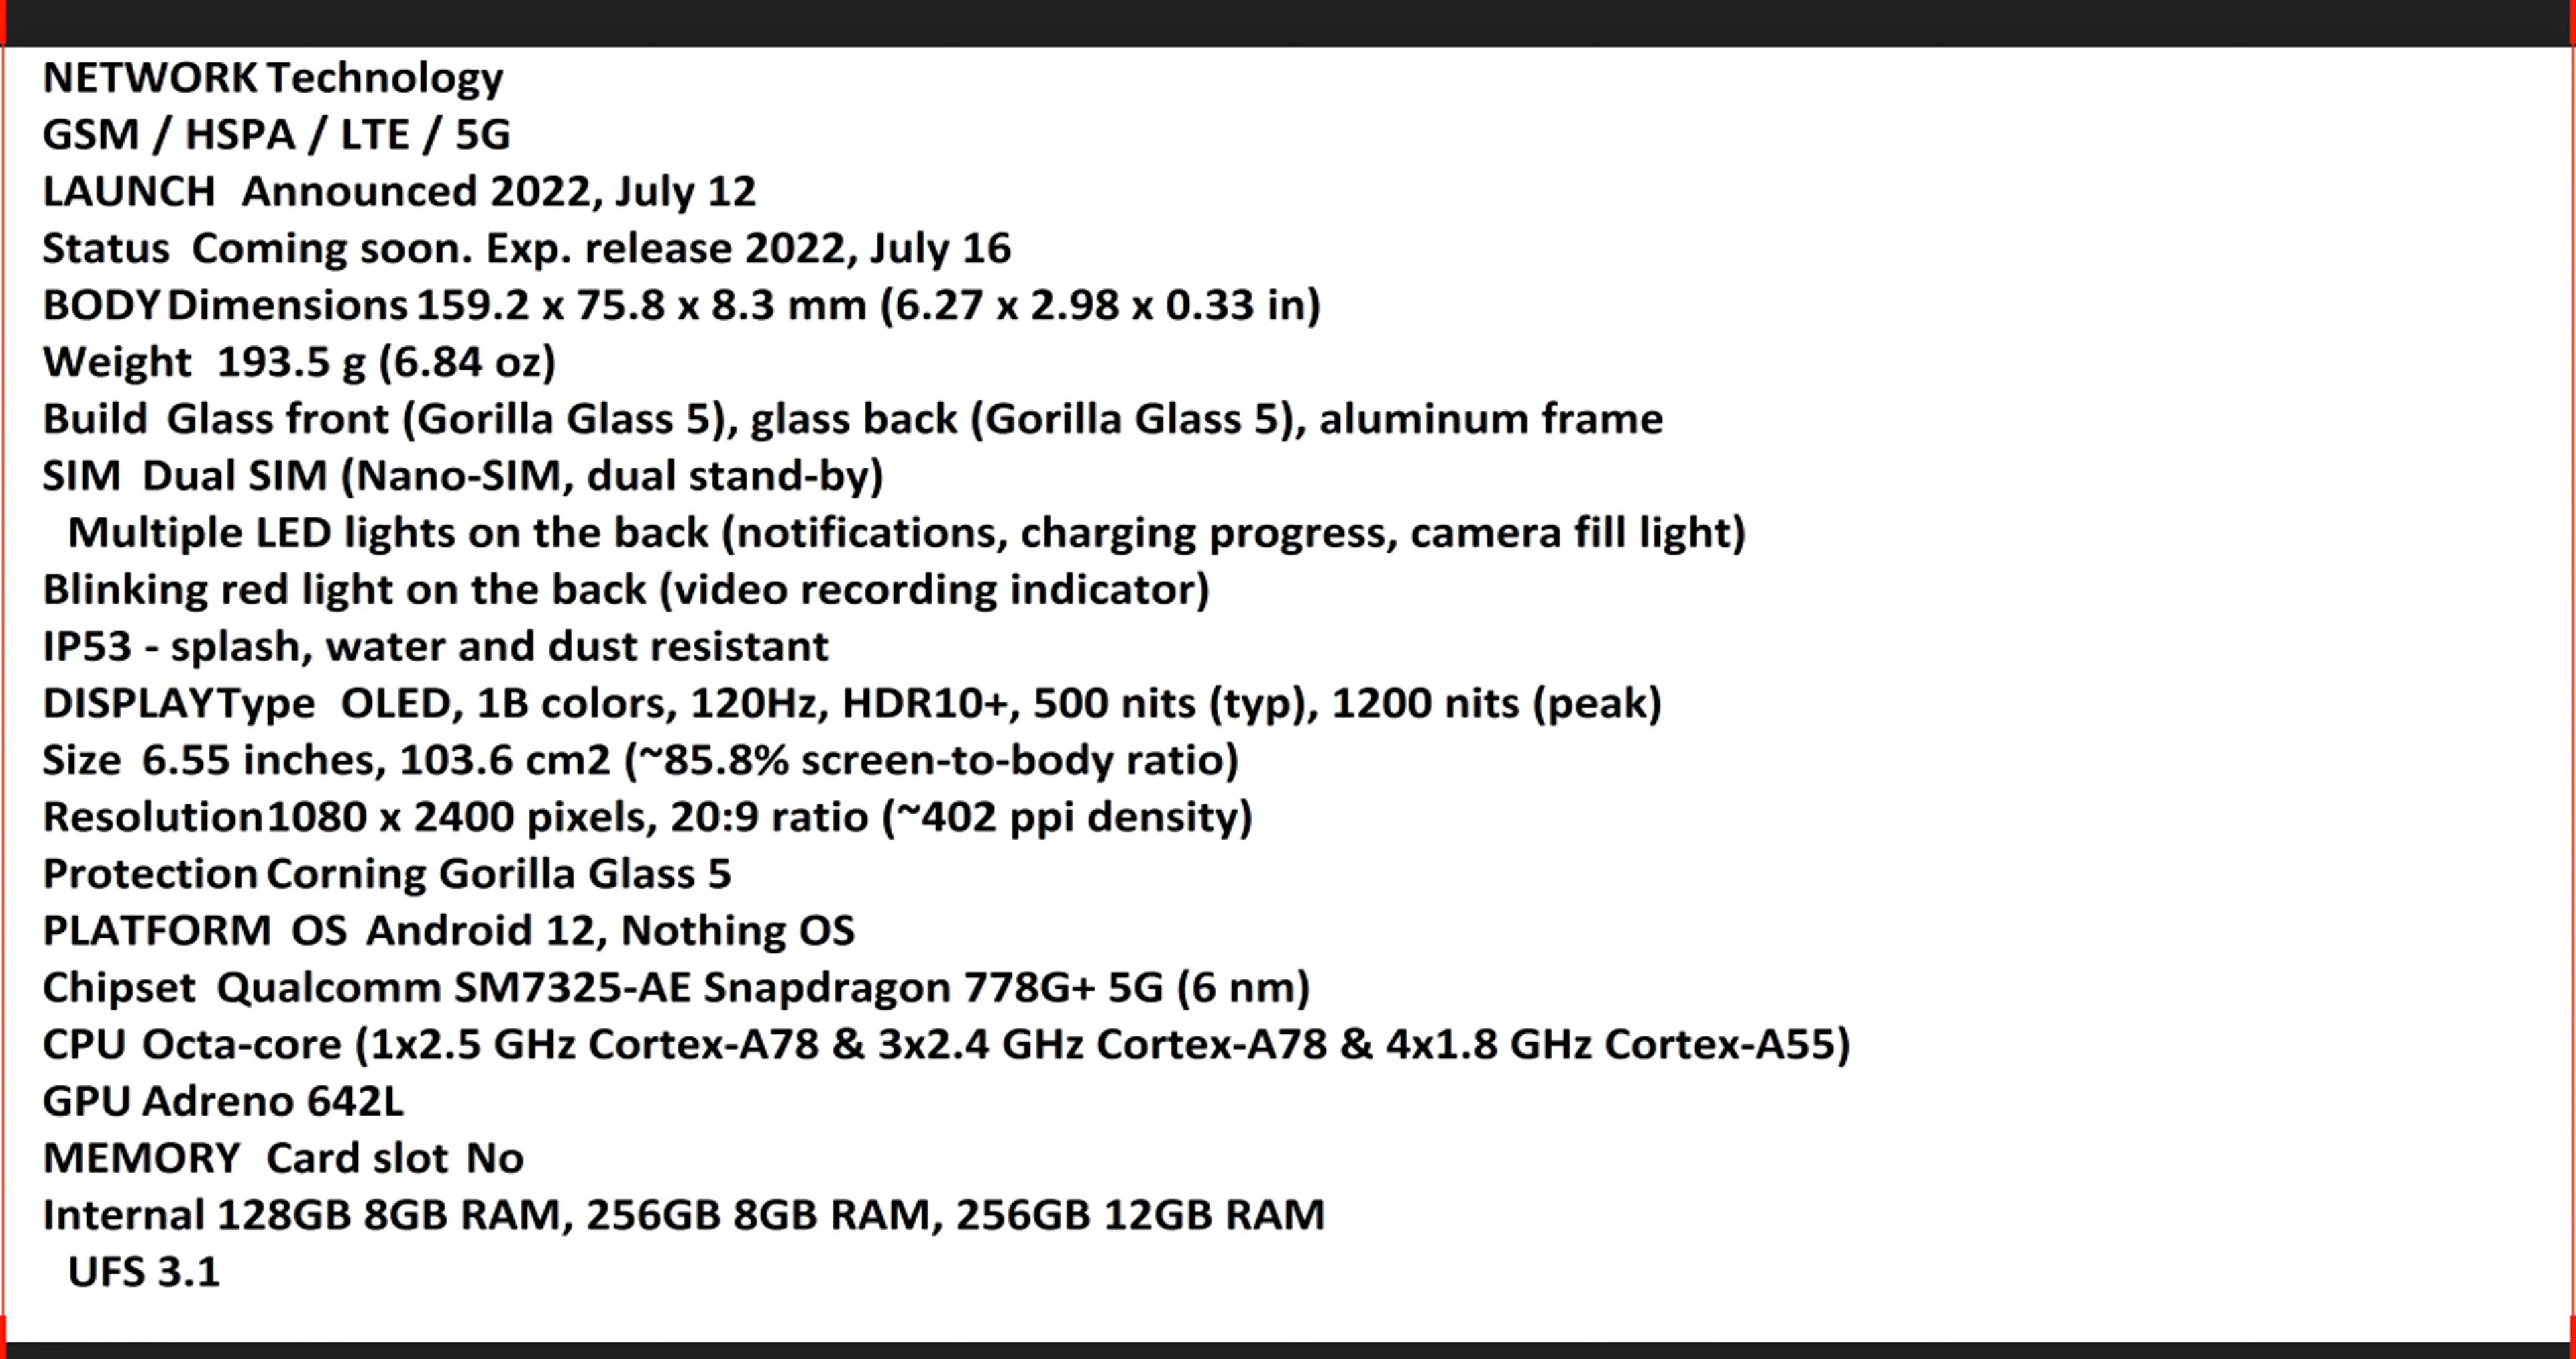 NETWORK Technology
GSM / HSPA / LTE / 5G
LAUNCH Announced 2022, July 12
Status Coming soon. Exp. release 2022, July 16
BODY Dimensions 159.2 x 75.8 x 8.3 mm (6.27 x 2.98 x 0.33 in)
Weight 193.5 g (6.84 oz)
Build Glass front (Gorilla Glass 5), glass back (Gorilla Glass 5), aluminum frame
SIM Dual SIM (Nano-SIM, dual stand-by)
Multiple LED lights on the back (notifications, charging progress, camera fill light)
Blinking red light on the back (video recording indicator)
IP53 - splash, water and dust resistant
DISPLAY Type OLED, 1B colors, 120Hz, HDR10+, 500 nits (typ), 1200 nits (peak)
Size 6.55 inches, 103.6 cm2 (~85.8% screen-to-body ratio)
Resolution 1080 x 2400 pixels, 20:9 ratio (~402 ppi density)
Protection Corning Gorilla Glass 5
PLATFORM OS Android 12, Nothing OS
Chipset Qualcomm SM7325-AE Snapdragon 778G+ 5G (6 nm)
CPU Octa-core (1x2.5 GHz Cortex-A78 & 3x2.4 GHz Cortex-A78 & 4x1.8 GHz Cortex-A55)
GPU Adreno 642L
MEMORY Card slot No
Internal 128GB 8GB RAM, 256GB 8GB RAM, 256GB 12GB RAM
UFS 3.1